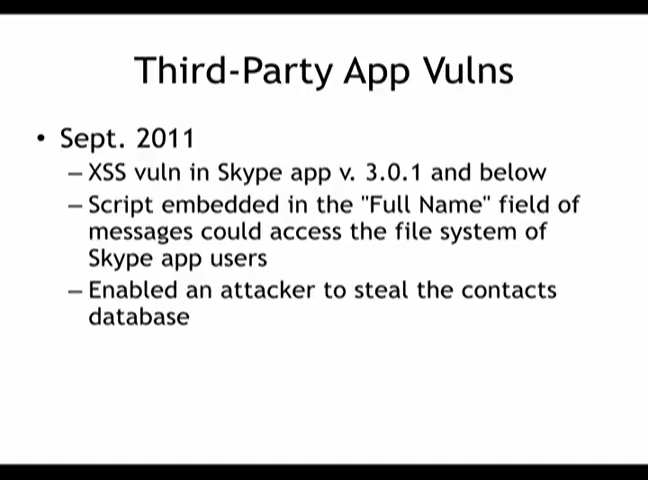 Third-Party App Vulns
• Sept. 2011
– XSS vuln in Skype app v. 3.0.1 and below
– Script embedded in the "Full Name" field of
messages could access the file system of
Skype app users
– Enabled an attacker to steal the contacts
database